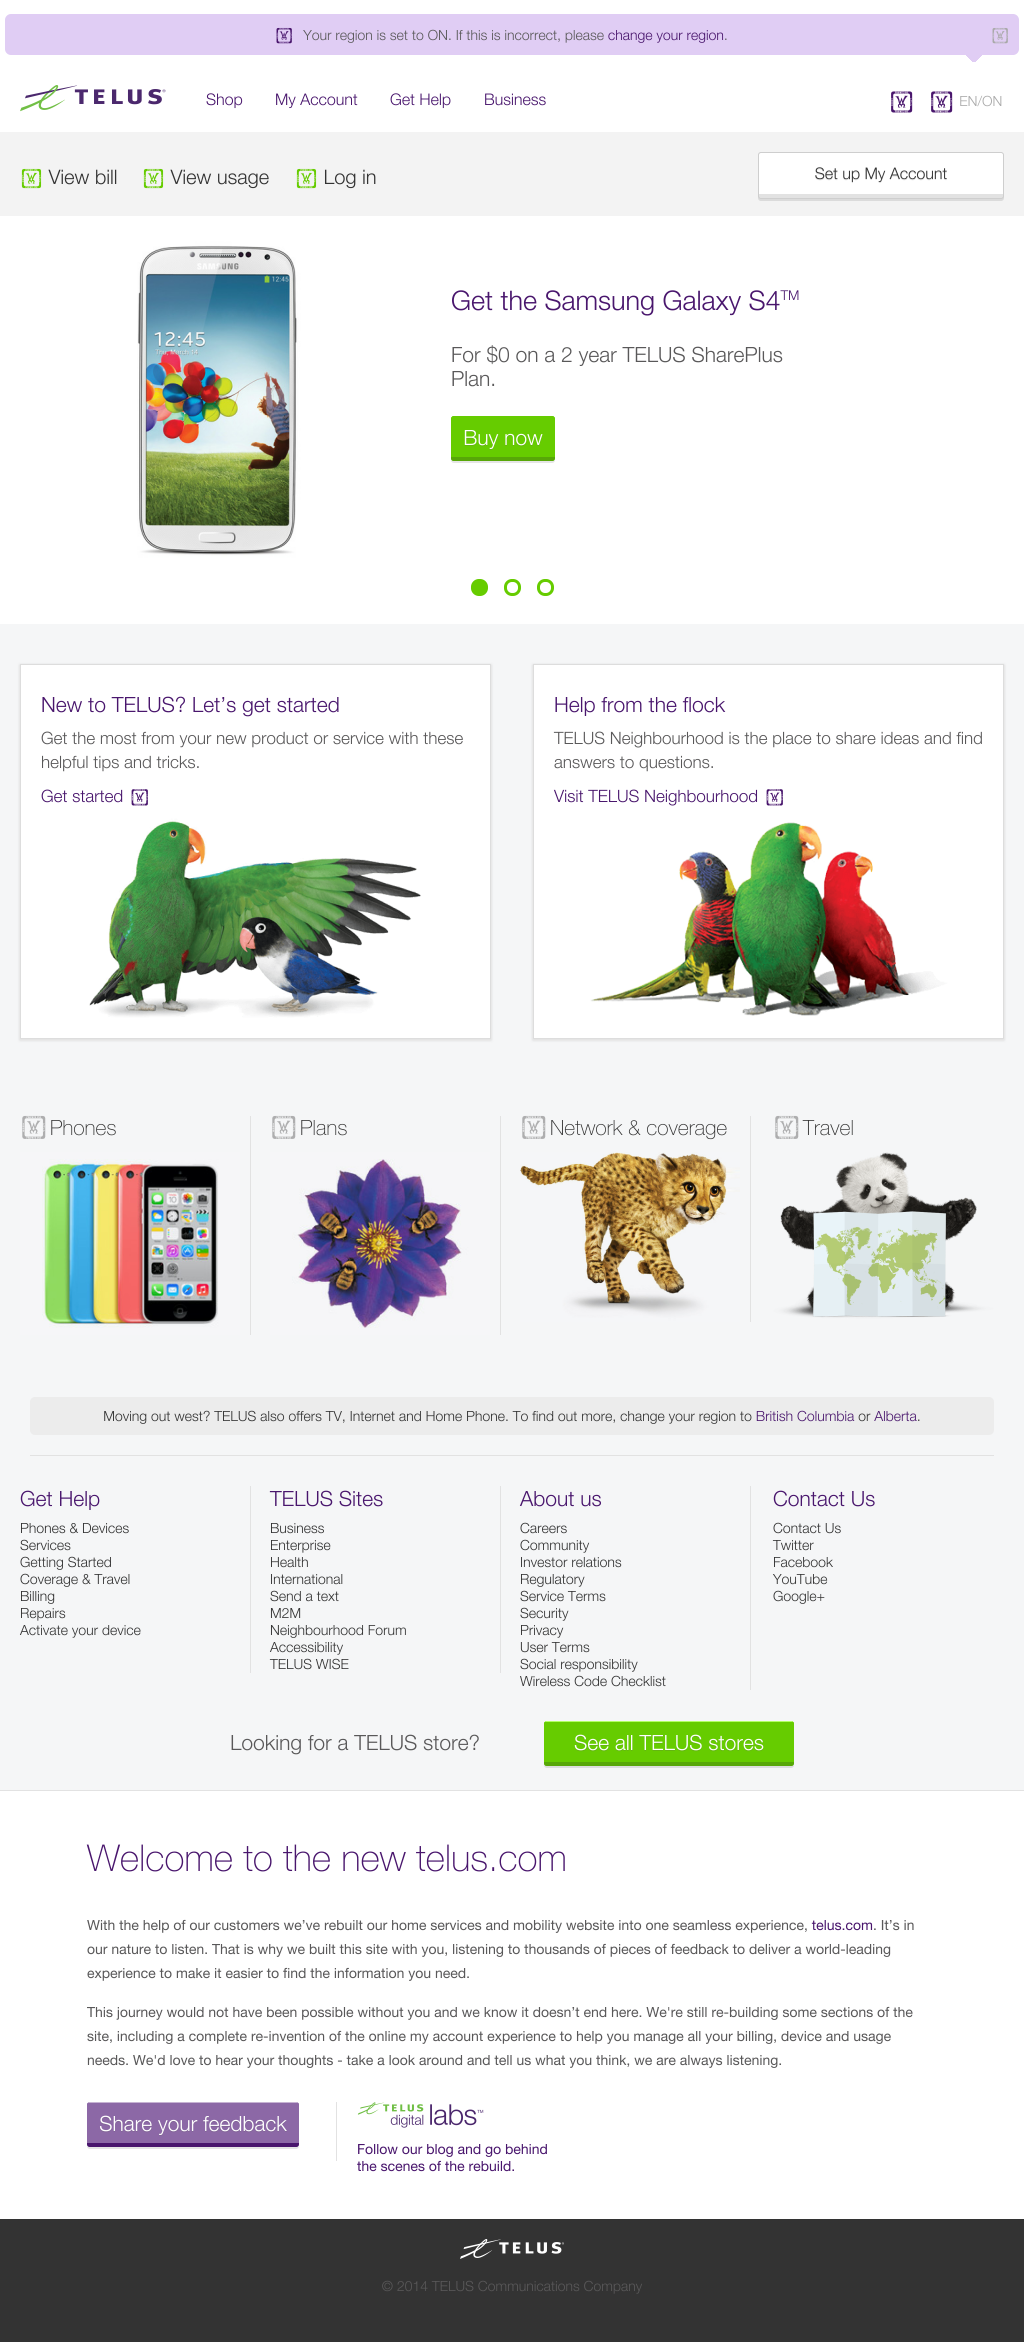 Your region is set to ON. If this is incorrect, please change your region.
TELUS
Shop
My Account
Get Help
Business
EN/ON
View bill
View usage
Log in
Set up My Account
SAMSUNG
12:45
12:45
Get the Samsung Galaxy S4™
For $0 on a 2 year TELUS SharePlus
Plan.
Buy now
New to TELUS? Let’s get started
Get the most from your new product or service with these
helpful tips and tricks.
Get started
Help from the flock
TELUS Neighbourhood is the place to share ideas and find
answers to questions.
Visit TELUS Neighbourhood
Phones
Plans
Network & coverage
Travel
Moving out west? TELUS also offers TV, Internet and Home Phone. To find out more, change your region to British Columbia or Alberta.
Get Help
Phones & Devices
Services
Getting Started
Coverage & Travel
Billing
Repairs
Activate your device
TELUS Sites
Business
Enterprise
Health
International
Send a text
M2M
Neighbourhood Forum
Accessibility
TELUS WISE
About us
Careers
Community
Investor relations
Regulatory
Service Terms
Security
Privacy
User Terms
Social responsibility
Wireless Code Checklist
Contact Us
Contact Us
Twitter
Facebook
YouTube
Google+
Looking for a TELUS store?
See all TELUS stores
Welcome to the new telus.com
With the help of our customers we’ve rebuilt our home services and mobility website into one seamless experience, telus.com. It’s in
our nature to listen. That is why we built this site with you, listening to thousands of pieces of feedback to deliver a world-leading
experience to make it easier to find the information you need.
This journey would not have been possible without you and we know it doesn’t end here. We're still re-building some sections of the
site, including a complete re-invention of the online my account experience to help you manage all your billing, device and usage
needs. We'd love to hear your thoughts - take a look around and tell us what you think, we are always listening.
Share your feedback
TELUS
digital labs™
Follow our blog and go behind
the scenes of the rebuild.
TELUS
© 2014 TELUS Communications Company